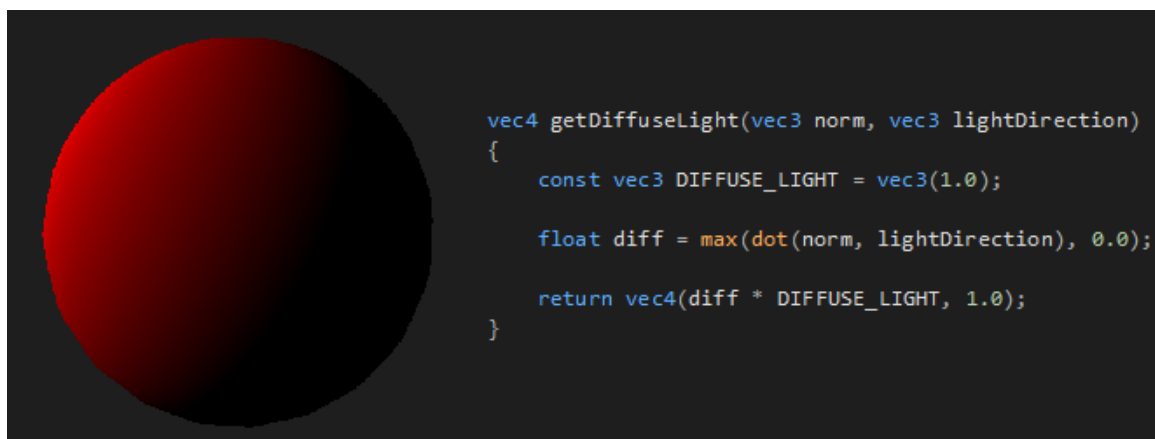 vec4 getDiffuseLight(vec3 norm, vec3 lightDirection)
{
    const vec3 DIFFUSE_LIGHT = vec3(1.0);
    float diff = max(dot(norm, lightDirection), 0.0);
    return vec4(diff * DIFFUSE_LIGHT, 1.0);
}